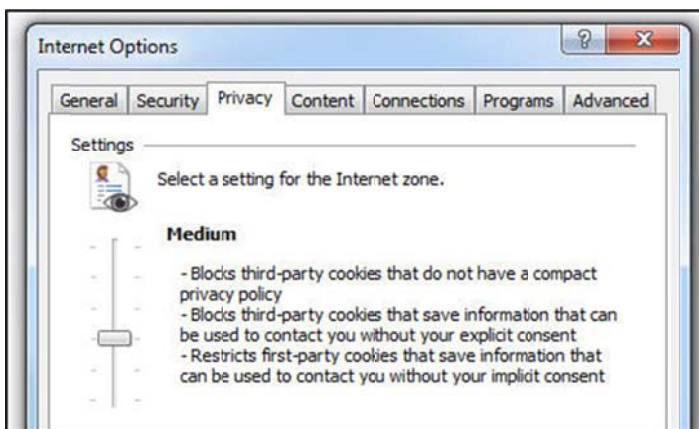 Internet Options
General Security Privacy Content Connections Programs Advanced
Settings
Select a setting for the Internet zone.
Medium
- Blocks third-party cookies that do not have a compact
privacy policy
- Blocks third-party cookies that save information that can
be used to contact you without your explicit consent
- Restricts first-party cookies that save information that
can be used to contact you without your implicit consent